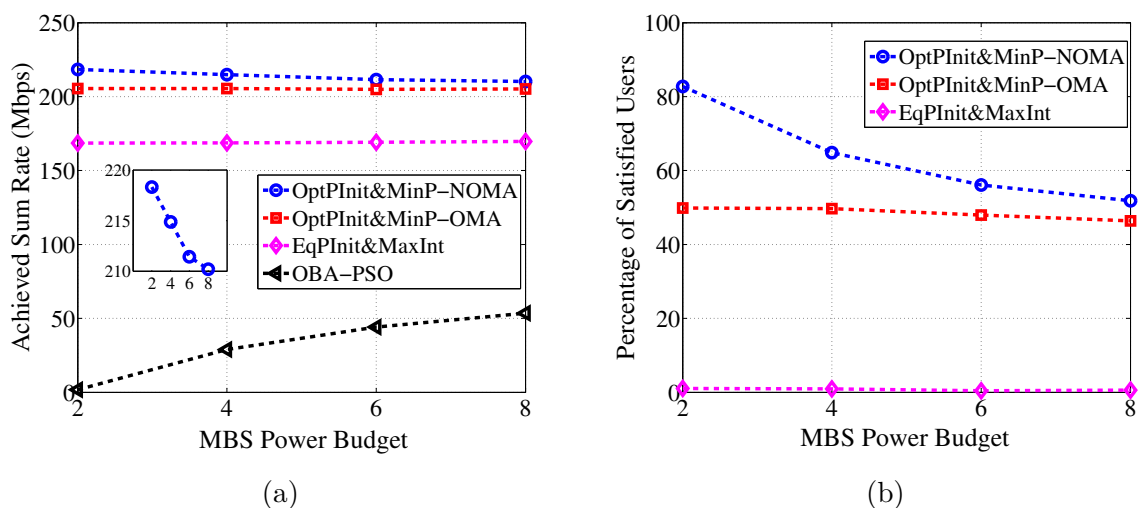 250
200
150
100
50
0
Achieved Sum Rate (Mbps)
220
215
210
2 4 6 8
OptPInit&MinP−NOMA
OptPInit&MinP−OMA
EqPInit&MaxInt
OBA−PSO
2 4 6 8
MBS Power Budget
(a)
100
80
60
40
20
0
Percentage of Satisfied Users
OptPInit&MinP−NOMA
OptPInit&MinP−OMA
EqPInit&MaxInt
2 4 6 8
MBS Power Budget
(b)